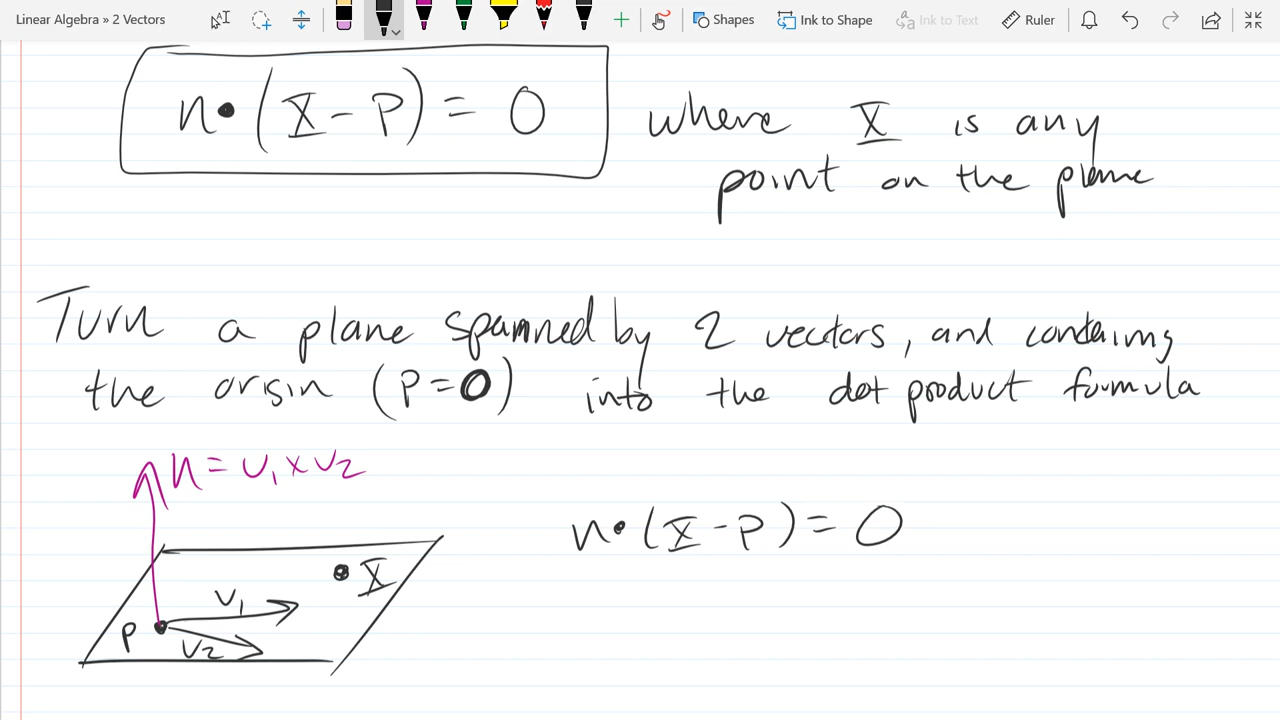 Linear Algebra » 2 Vectors
Shapes
Ink to Shape
Ink to Text
Ruler
n•(X-P)=0
where X is any
point on the plane
Turn a plane spanned by 2 vectors, and containing
the origin (P=0) into the dot product formula
n=v₁×v₂
n•(X-P)=0
X
v₁
P
v₂